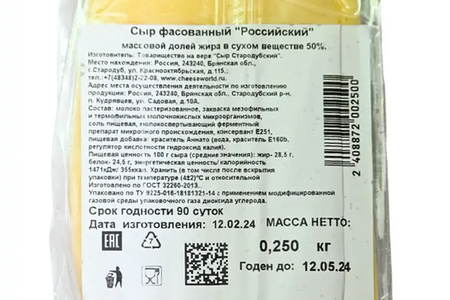 Сыр фасованный "Российский"
массовой долей жира в сухом веществе 50%.
Изготовитель: Товарищество на вере "Сыр Стародубский".
Место нахождения: Россия, 243240, Брянская обл.,
г.Стародуб, ул. Краснооктябрьская, д.115.;
тел.:+7(48348)2-22-08, www.cheeseworld.ru.
Адрес места осуществления деятельности по изготовлению
продукции: Россия, 243240, Брянская обл., Стародубский р-н,
п. Кудрявцев, ул. Садовая, д.10А.
Состав: молоко пастеризованное, закваска мезофильных
и термофильных молочнокислых микроорганизмов,
соль пищевая, молокосвертывающий ферментный
препарат микробного происхождения, консервант Е251,
пищевая добавка краситель Аннато (вода, краситель Е160b,
регулятор кислотности гидроксид калия).
Пищевая ценность 100 г сыра (средние значения): жир- 28,5 г,
белок- 24,5 г, энергетическая ценность/ калорийность
1471кДж/ 355ккал. Хранить (в том числе после вскрытия
упаковки) при температуре (4±2)°С и относительной
Изготовлено по ГОСТ 32260-2013.
Упаковано по ТУ 9225-018-18181321-14 с применением модифицированной
газовой среды упаковочного газа диоксида углерода.
Срок годности 90 суток
Дата изготовления: 12.02.24
МАССА НЕТТО:
0,250 кг
Годен до: 12.05.24
EAC
7
2 408872 002500